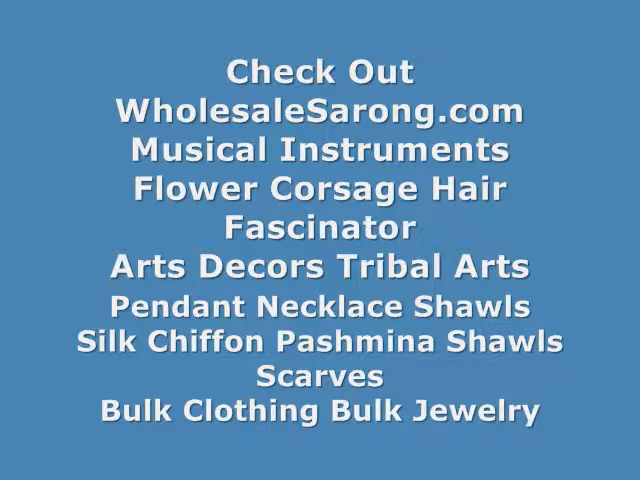 Check Out
WholesaleSarong.com
Musical Instruments
Flower Corsage Hair
Fascinator
Arts Decors Tribal Arts
Pendant Necklace Shawls
Silk Chiffon Pashmina Shawls
Scarves
Bulk Clothing Bulk Jewelry